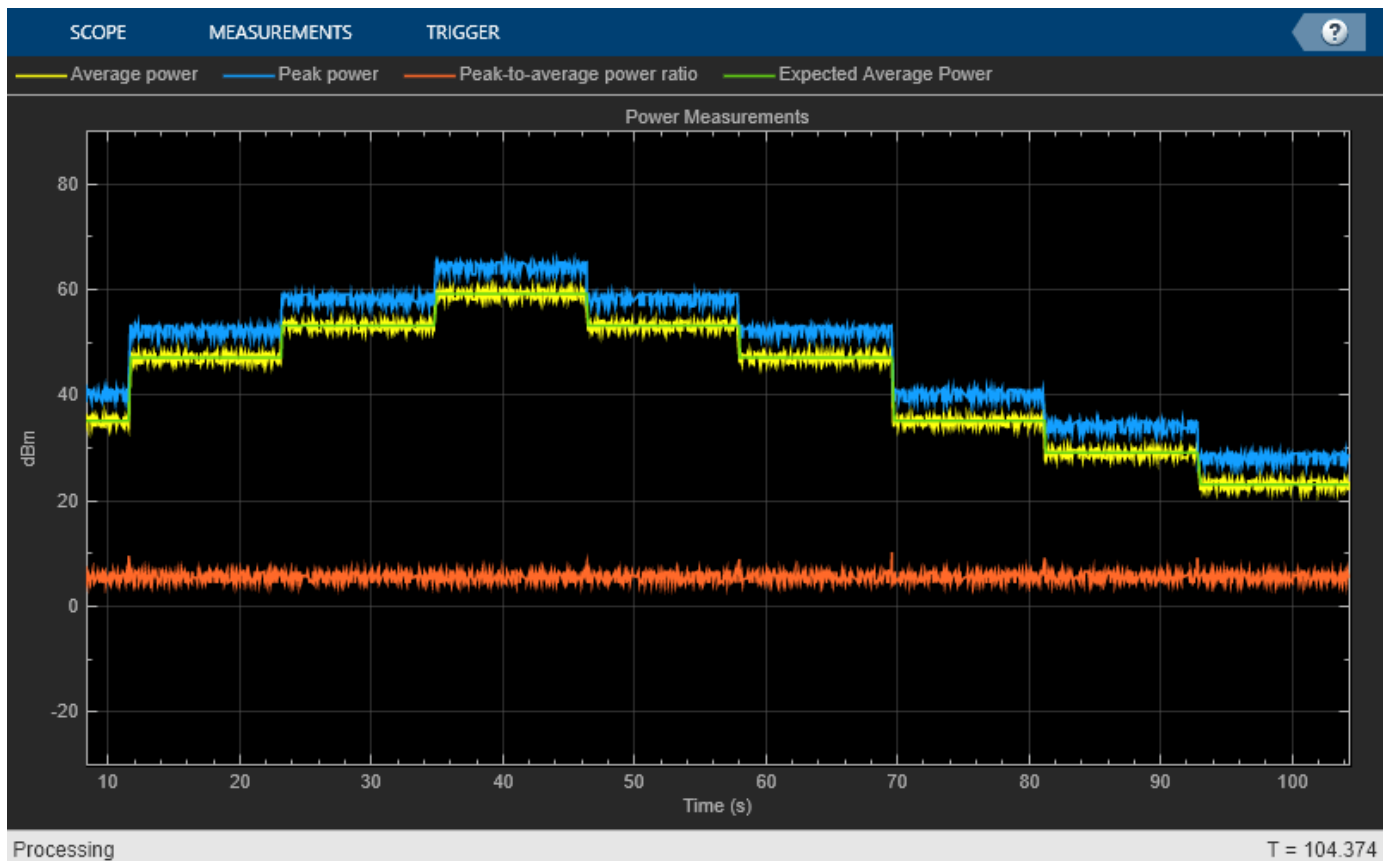 SCOPE MEASUREMENTS TRIGGER ?
Average power Peak power Peak-to-average power ratio Expected Average Power
Power Measurements
80
60
40
20
0
-20
dBm
10 20 30 40 50 60 70 80 90 100
Time (s)
Processing T = 104.374